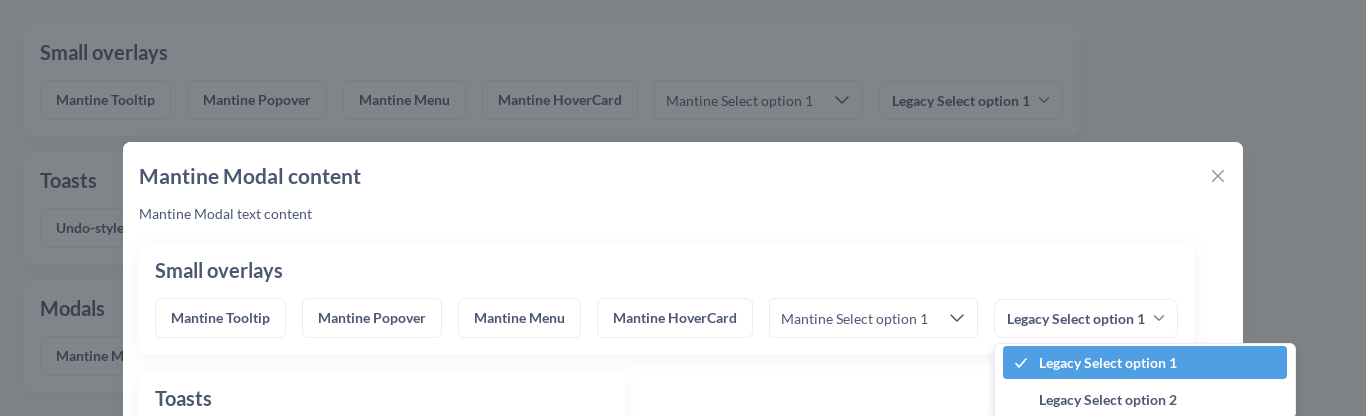 Small overlays
Mantine Tooltip Mantine Popover Mantine Menu Mantine HoverCard Mantine Select option 1 Legacy Select option 1
Toasts
Undo-style
Modals
Mantine M
Mantine Modal content
Mantine Modal text content
Small overlays
Mantine Tooltip Mantine Popover Mantine Menu Mantine HoverCard Mantine Select option 1 Legacy Select option 1
Legacy Select option 1
Legacy Select option 2
Toasts